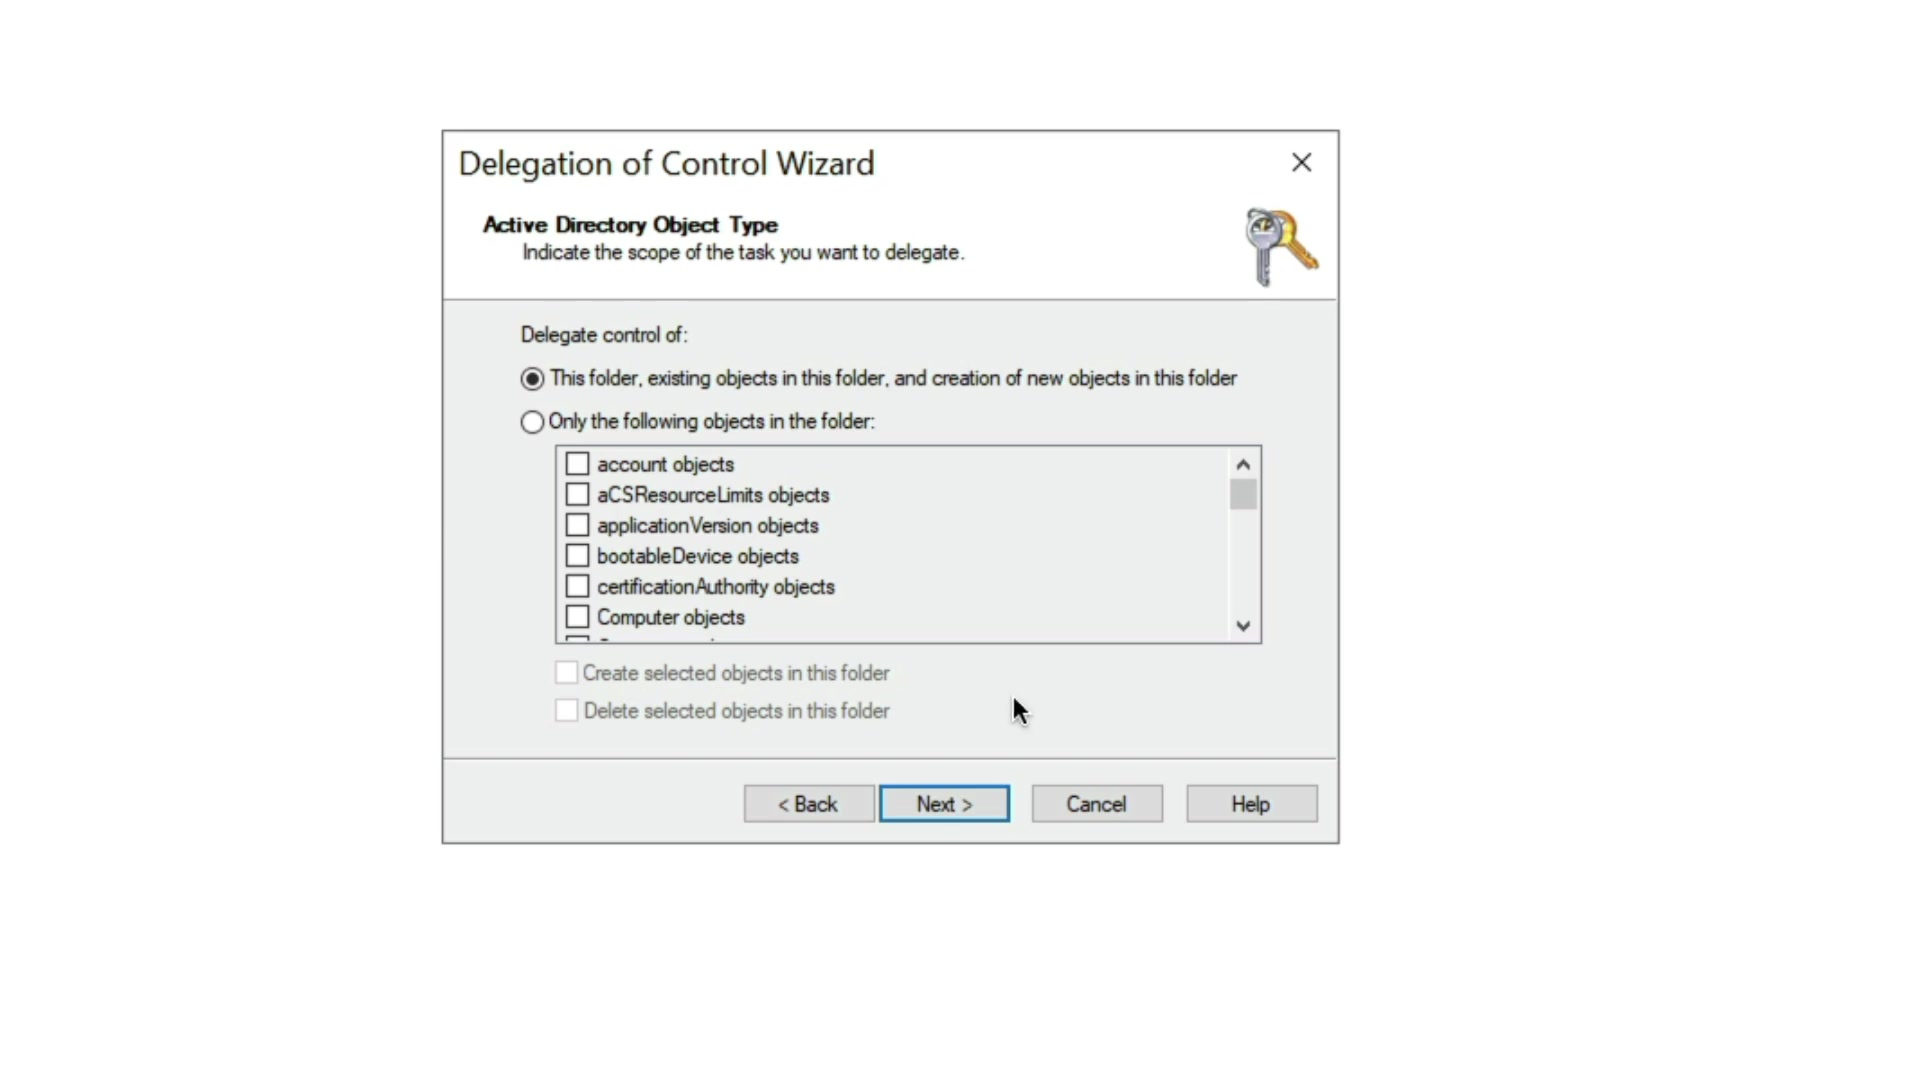 Delegation of Control Wizard
Active Directory Object Type
Indicate the scope of the task you want to delegate.
Delegate control of:
This folder, existing objects in this folder, and creation of new objects in this folder
Only the following objects in the folder:
account objects
aCSResourceLimits objects
applicationVersion objects
bootableDevice objects
certificationAuthority objects
Computer objects
Create selected objects in this folder
Delete selected objects in this folder
< Back
Next >
Cancel
Help